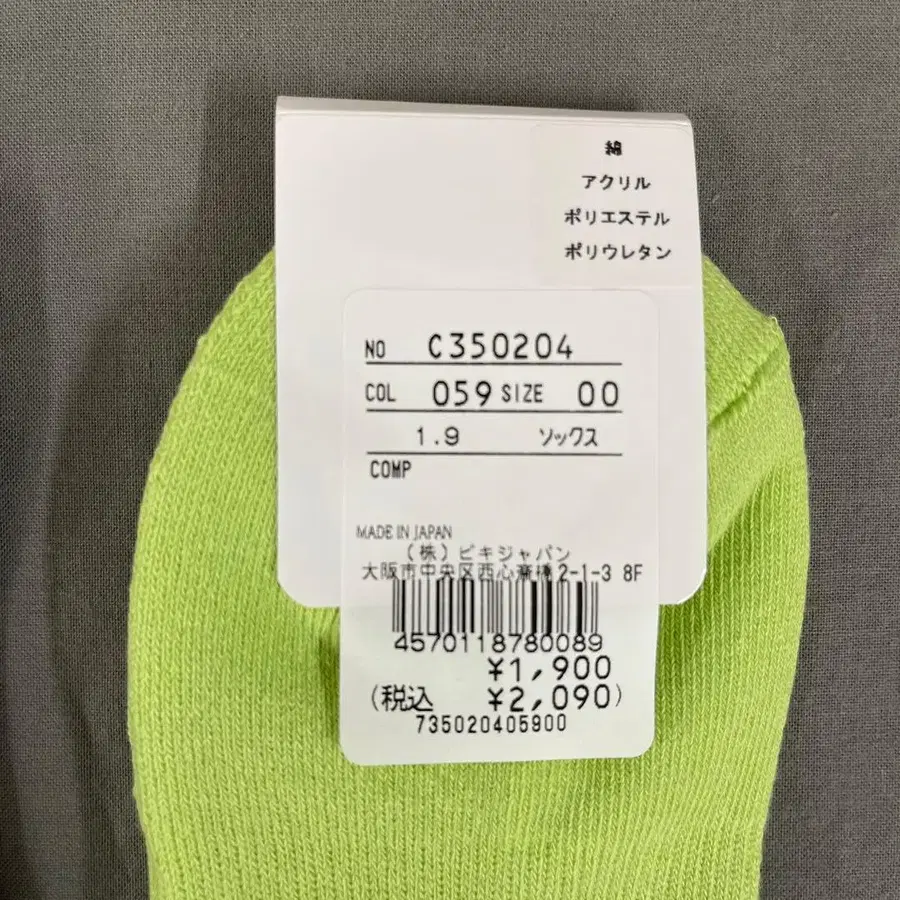 綿
アクリル
ポリエステル
ポリウレタン
NO C350204
COL 059 SIZE 00
1.9 ソックス
COMP
MADE IN JAPAN
(株)ビキジャパン
大阪市中央区西心斎橋2-1-3 8F
4570118780089
¥1,900
(税込 ¥2,090)
735020405900